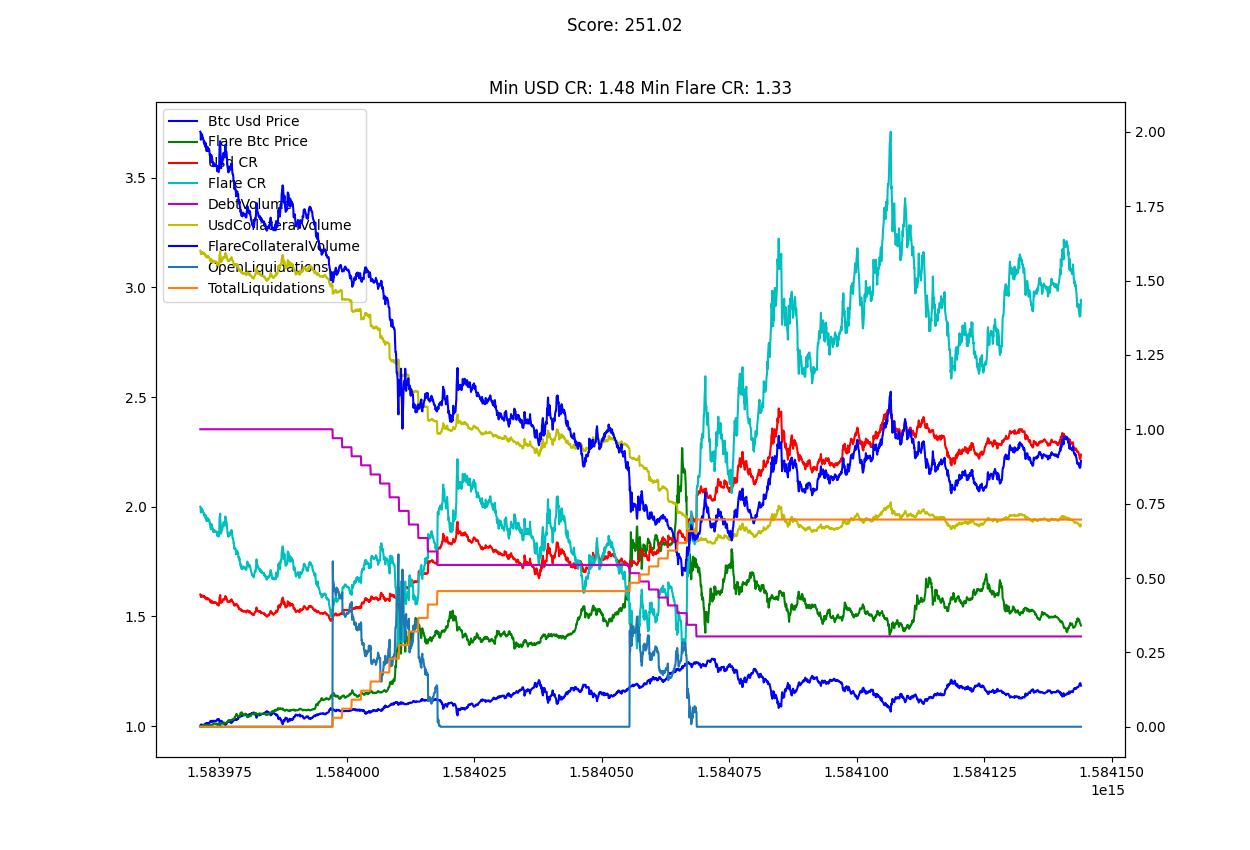 Score: 251.02
Min USD CR: 1.48 Min Flare CR: 1.33
Btc Usd Price
Flare Btc Price
Usd CR
Flare CR
DebtVolume
UsdCollateralVolume
FlareCollateralVolume
OpenLiquidations
TotalLiquidations
3.5
3.0
2.5
2.0
1.5
1.0
2.00
1.75
1.50
1.25
1.00
0.75
0.50
0.25
0.00
1.583975 1.584000 1.584025 1.584050 1.584075 1.584100 1.584125 1.584150
1e15